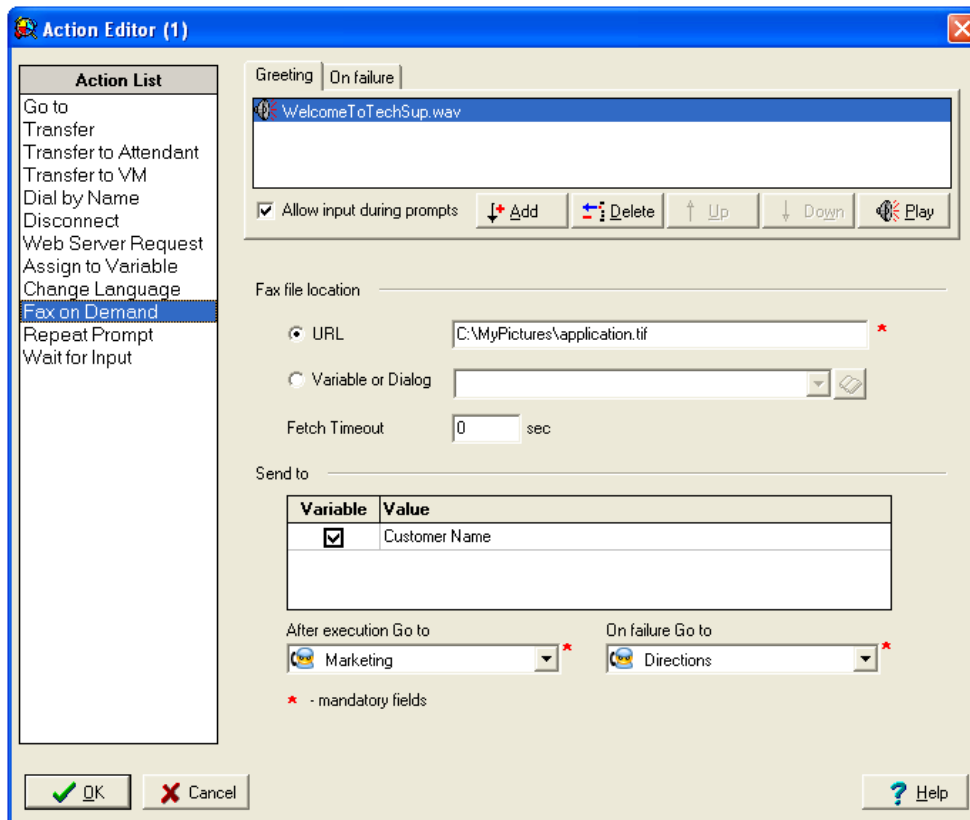 Action Editor (1)
Action List
Go to
Transfer
Transfer to Attendant
Transfer to VM
Dial by Name
Disconnect
Web Server Request
Assign to Variable
Change Language
Fax on Demand
Repeat Prompt
Wait for Input
Greeting On failure
WelcomeToTechSup.wav
Allow input during prompts Add Delete Up Down Play
Fax file location
URL C:\MyPictures\application.tif *
Variable or Dialog
Fetch Timeout 0 sec
Send to
Variable Value
Customer Name
After execution Go to On failure Go to
Marketing * Directions *
* - mandatory fields
OK Cancel ? Help